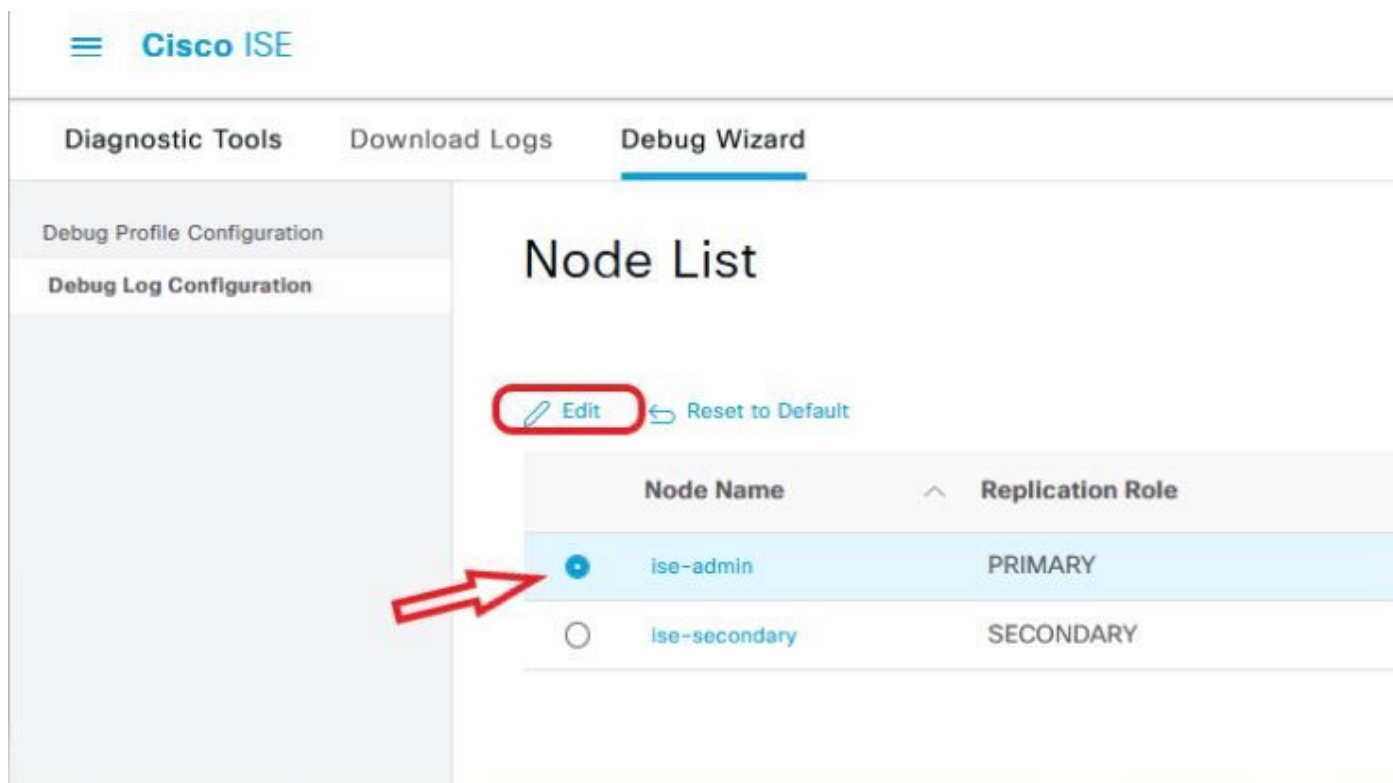 Cisco ISE
Diagnostic Tools Download Logs Debug Wizard
Debug Profile Configuration
Debug Log Configuration
Node List
Edit Reset to Default
Node Name Replication Role
ise-admin PRIMARY
ise-secondary SECONDARY